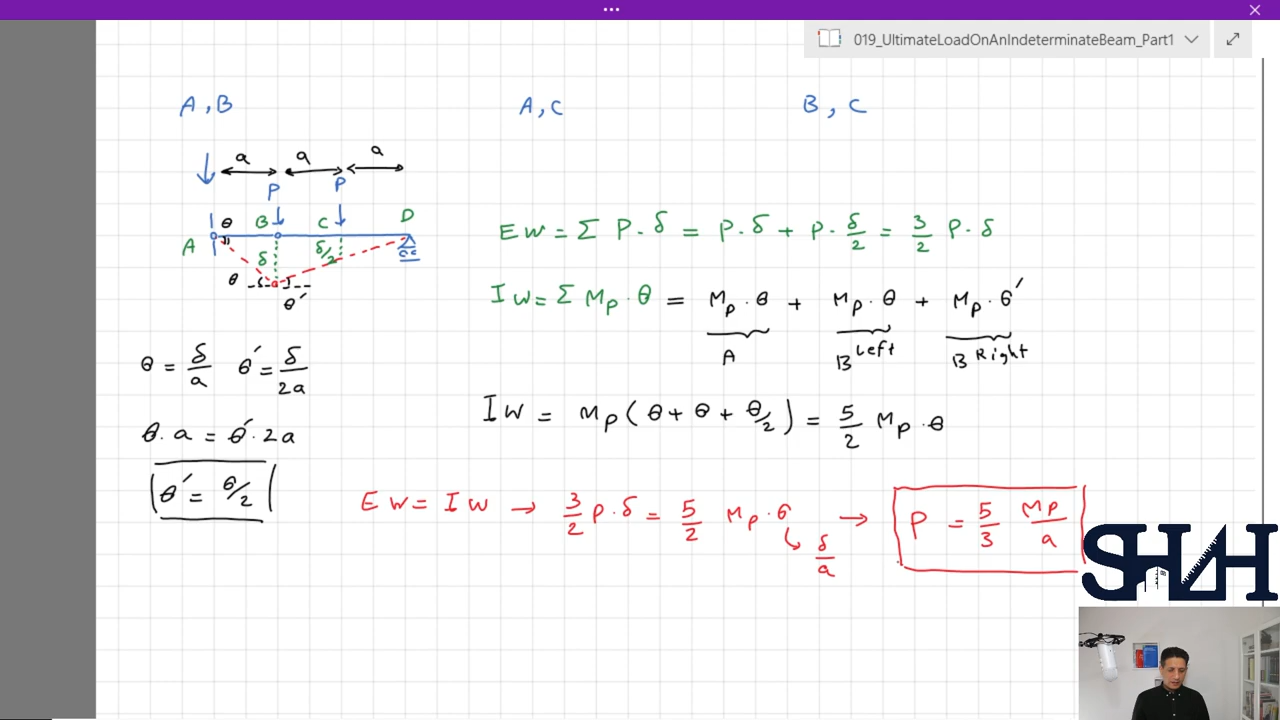 019_UltimateLoadOnAnIndeterminateBeam_Part1
A , B
A , C
B , C
a a a
P P
θ B C D
A δ δ/2
θ θ′
EW = Σ P . δ = P . δ + P . δ/2 = 3/2 P . δ
IW = Σ Mp . θ = Mp . θ + Mp . θ + Mp . θ′
A B Left B Right
θ = δ/a θ′ = δ/2a
IW = Mp ( θ + θ + θ/2 ) = 5/2 Mp . θ
θ . a = θ′ . 2a
θ′ = θ/2
EW = IW → 3/2 P . δ = 5/2 Mp . θ → P = 5/3 Mp/a
δ/a
SHZH